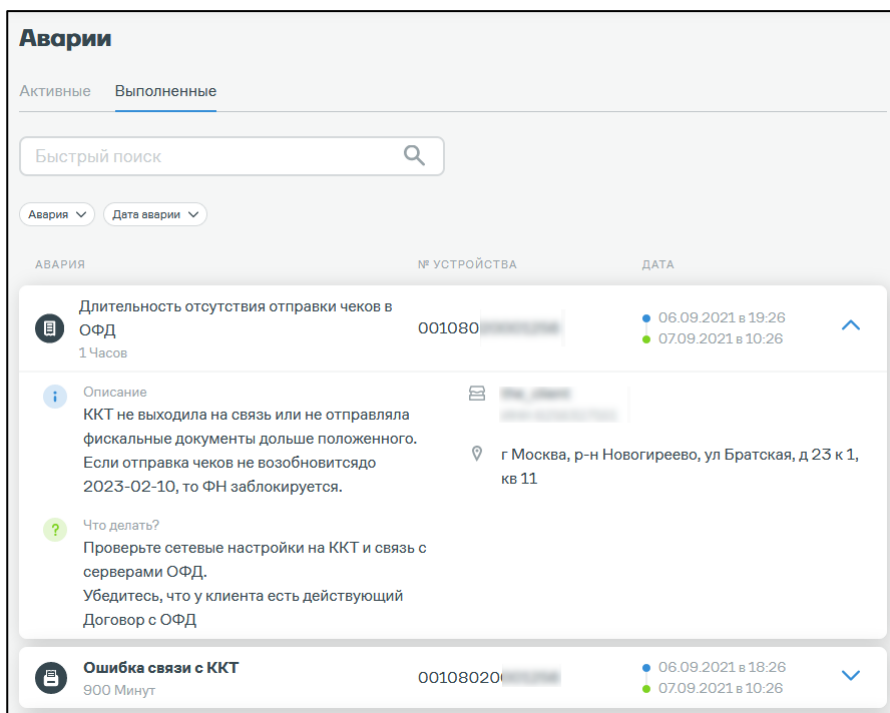 Аварии
Активные Выполненные
Быстрый поиск
Авария Дата аварии
АВАРИЯ № УСТРОЙСТВА ДАТА
Длительность отсутствия отправки чеков в
ОФД
1 Часов
001080
06.09.2021 в 19:26
07.09.2021 в 10:26
Описание
ККТ не выходила на связь или не отправляла
фискальные документы дольше положенного.
Если отправка чеков не возобновитсядо
2023-02-10, то ФН заблокируется.
г Москва, р-н Новогиреево, ул Братская, д 23 к 1,
кв 11
Что делать?
Проверьте сетевые настройки на ККТ и связь с
серверами ОФД.
Убедитесь, что у клиента есть действующий
Договор с ОФД
Ошибка связи с ККТ
900 Минут
00108020
06.09.2021 в 18:26
07.09.2021 в 10:26